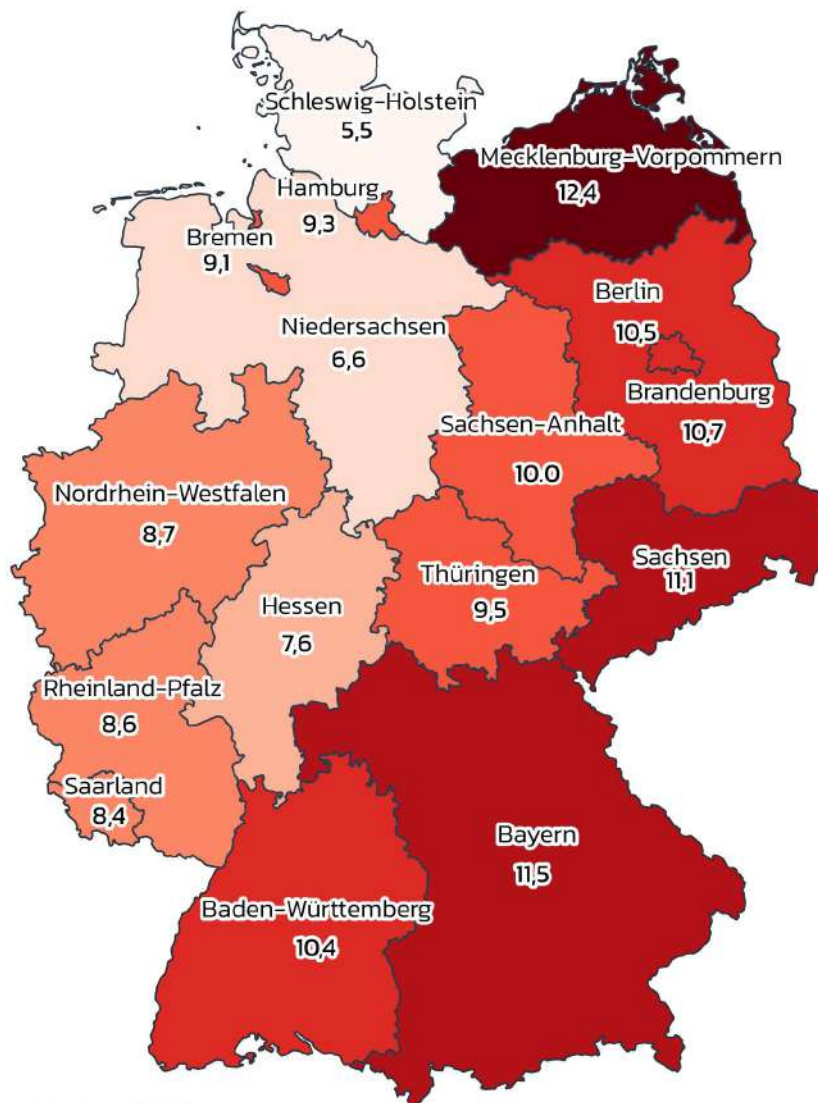 Schleswig-Holstein
5,5
Mecklenburg-Vorpommern
12,4
Hamburg
9,3
Bremen
9,1
Berlin
10,5
Niedersachsen
6,6
Brandenburg
10,7
Sachsen-Anhalt
10.0
Nordrhein-Westfalen
8,7
Sachsen
11,1
Thüringen
9,5
Hessen
7,6
Rheinland-Pfalz
8,6
Saarland
8,4
Bayern
11,5
Baden-Württemberg
10,4